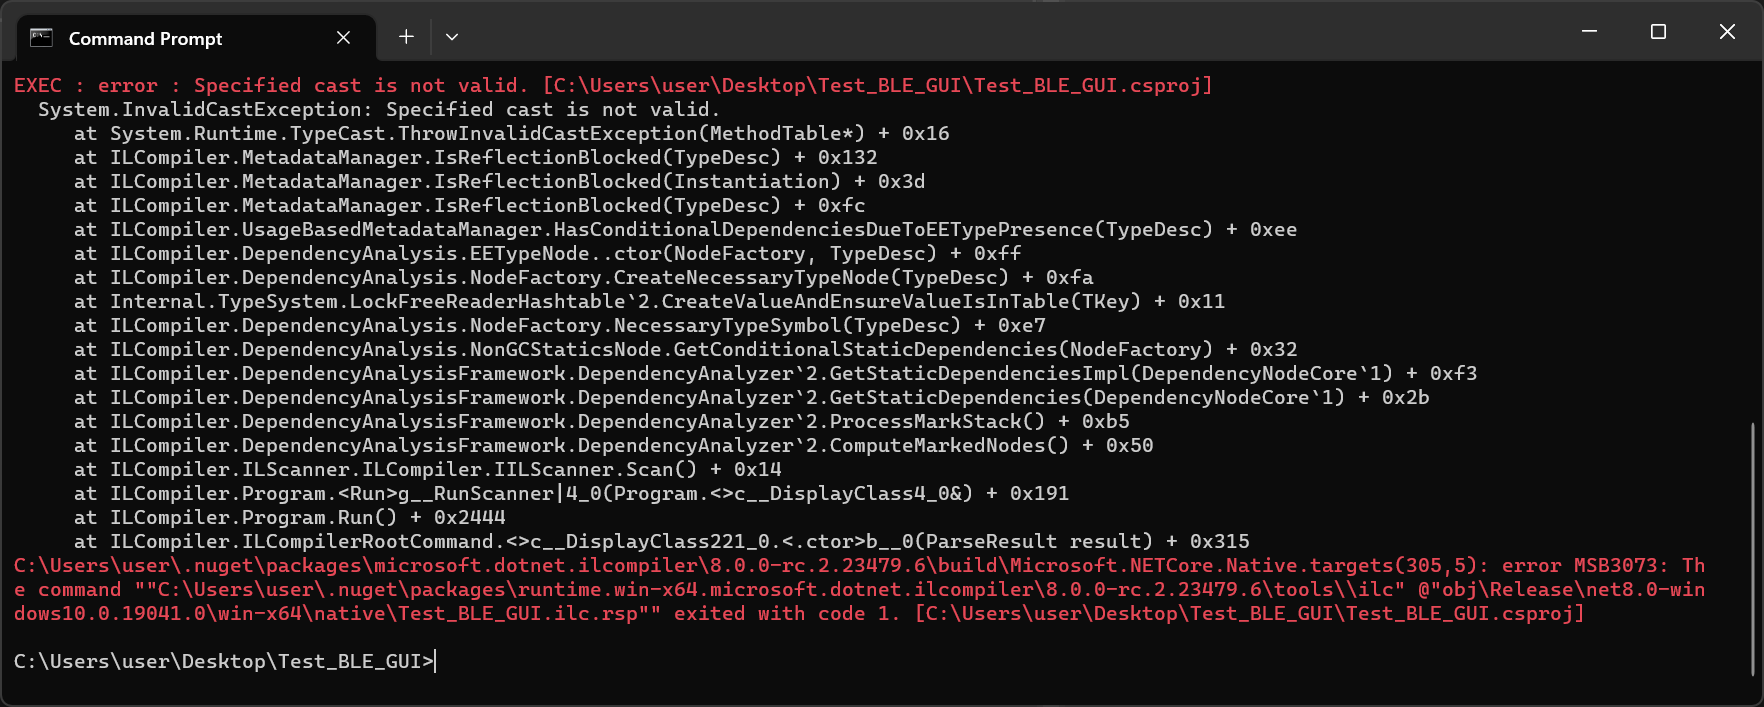 Command Prompt
EXEC : error : Specified cast is not valid. [C:\Users\user\Desktop\Test_BLE_GUI\Test_BLE_GUI.csproj]
System.InvalidCastException: Specified cast is not valid.
at System.Runtime.TypeCast.ThrowInvalidCastException(MethodTable*) + 0x16
at ILCompiler.MetadataManager.IsReflectionBlocked(TypeDesc) + 0x132
at ILCompiler.MetadataManager.IsReflectionBlocked(Instantiation) + 0x3d
at ILCompiler.MetadataManager.IsReflectionBlocked(TypeDesc) + 0xfc
at ILCompiler.UsageBasedMetadataManager.HasConditionalDependenciesDueToEETypePresence(TypeDesc) + 0xee
at ILCompiler.DependencyAnalysis.EETypeNode..ctor(NodeFactory, TypeDesc) + 0xff
at ILCompiler.DependencyAnalysis.NodeFactory.CreateNecessaryTypeNode(TypeDesc) + 0xfa
at Internal.TypeSystem.LockFreeReaderHashtable`2.CreateValueAndEnsureValueIsInTable(TKey) + 0x11
at ILCompiler.DependencyAnalysis.NodeFactory.NecessaryTypeSymbol(TypeDesc) + 0xe7
at ILCompiler.DependencyAnalysis.NonGCStaticsNode.GetConditionalStaticDependencies(NodeFactory) + 0x32
at ILCompiler.DependencyAnalysisFramework.DependencyAnalyzer`2.GetStaticDependenciesImpl(DependencyNodeCore`1) + 0xf3
at ILCompiler.DependencyAnalysisFramework.DependencyAnalyzer`2.GetStaticDependencies(DependencyNodeCore`1) + 0x2b
at ILCompiler.DependencyAnalysisFramework.DependencyAnalyzer`2.ProcessMarkStack() + 0xb5
at ILCompiler.DependencyAnalysisFramework.DependencyAnalyzer`2.ComputeMarkedNodes() + 0x50
at ILCompiler.ILScanner.ILCompiler.IILScanner.Scan() + 0x14
at ILCompiler.Program.<Run>g__RunScanner|4_0(Program.<>c__DisplayClass4_0&) + 0x191
at ILCompiler.Program.Run() + 0x2444
at ILCompiler.ILCompilerRootCommand.<>c__DisplayClass221_0.<.ctor>b__0(ParseResult result) + 0x315
C:\Users\user\.nuget\packages\microsoft.dotnet.ilcompiler\8.0.0-rc.2.23479.6\build\Microsoft.NETCore.Native.targets(305,5): error MSB3073: Th
e command ""C:\Users\user\.nuget\packages\runtime.win-x64.microsoft.dotnet.ilcompiler\8.0.0-rc.2.23479.6\tools\\ilc" @"obj\Release\net8.0-win
dows10.0.19041.0\win-x64\native\Test_BLE_GUI.ilc.rsp"" exited with code 1. [C:\Users\user\Desktop\Test_BLE_GUI\Test_BLE_GUI.csproj]
C:\Users\user\Desktop\Test_BLE_GUI>